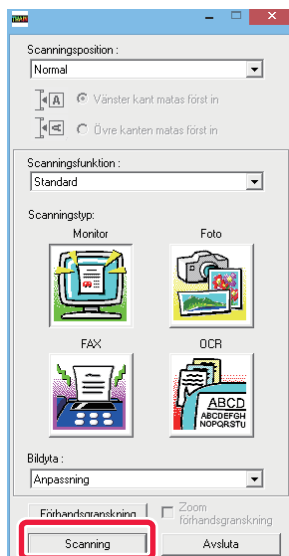 TWAIN
Scanningsposition :
Normal
A Vänster kant matas först in
A Övre kanten matas först in
Scanningsfunktion :
Standard
Scanningstyp:
Monitor Foto
FAX OCR
ABCD
ABCDEFGH
NOPQRSTU
Bildyta :
Anpassning
Förhandsgranskning Zoom
förhandsgranskning
Scanning Avsluta